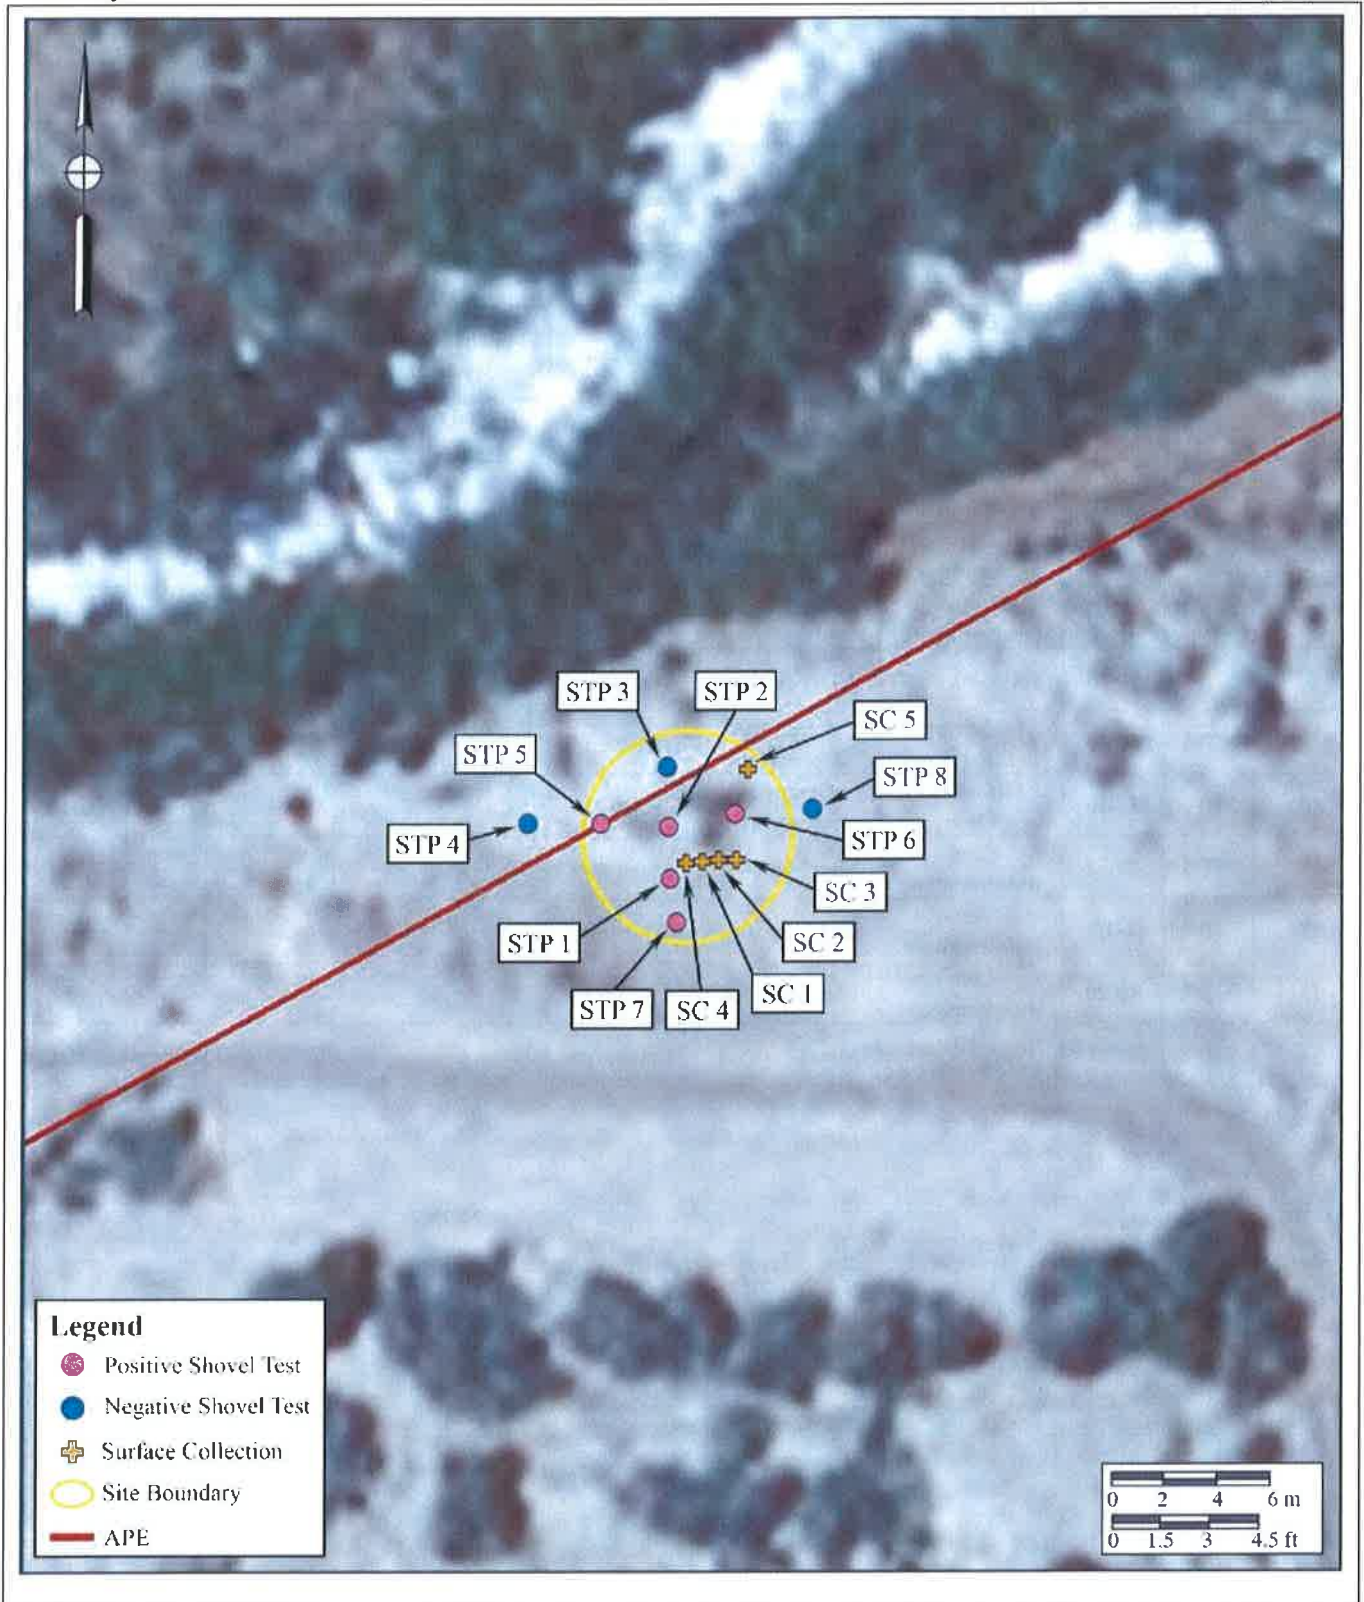 STP 3
STP 2
SC 5
STP 5
STP 8
STP 4
STP 6
SC 3
STP 1
SC 2
SC 1
STP 7
SC 4
Legend
Positive Shovel Test
Negative Shovel Test
Surface Collection
Site Boundary
APE
0 2 4 6 m
0 1.5 3 4.5 ft